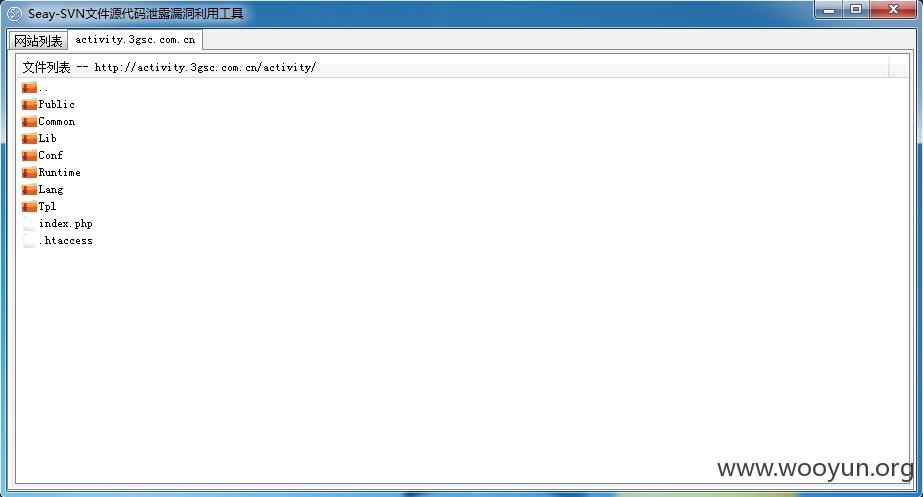 Seay-SVN文件源代码泄露漏洞利用工具
网站列表 activity.3gsc.com.cn
文件列表 -- http://activity.3gsc.com.cn/activity/
..
Public
Common
Lib
Conf
Runtime
Lang
Tpl
index.php
.htaccess
www.wooyun.org